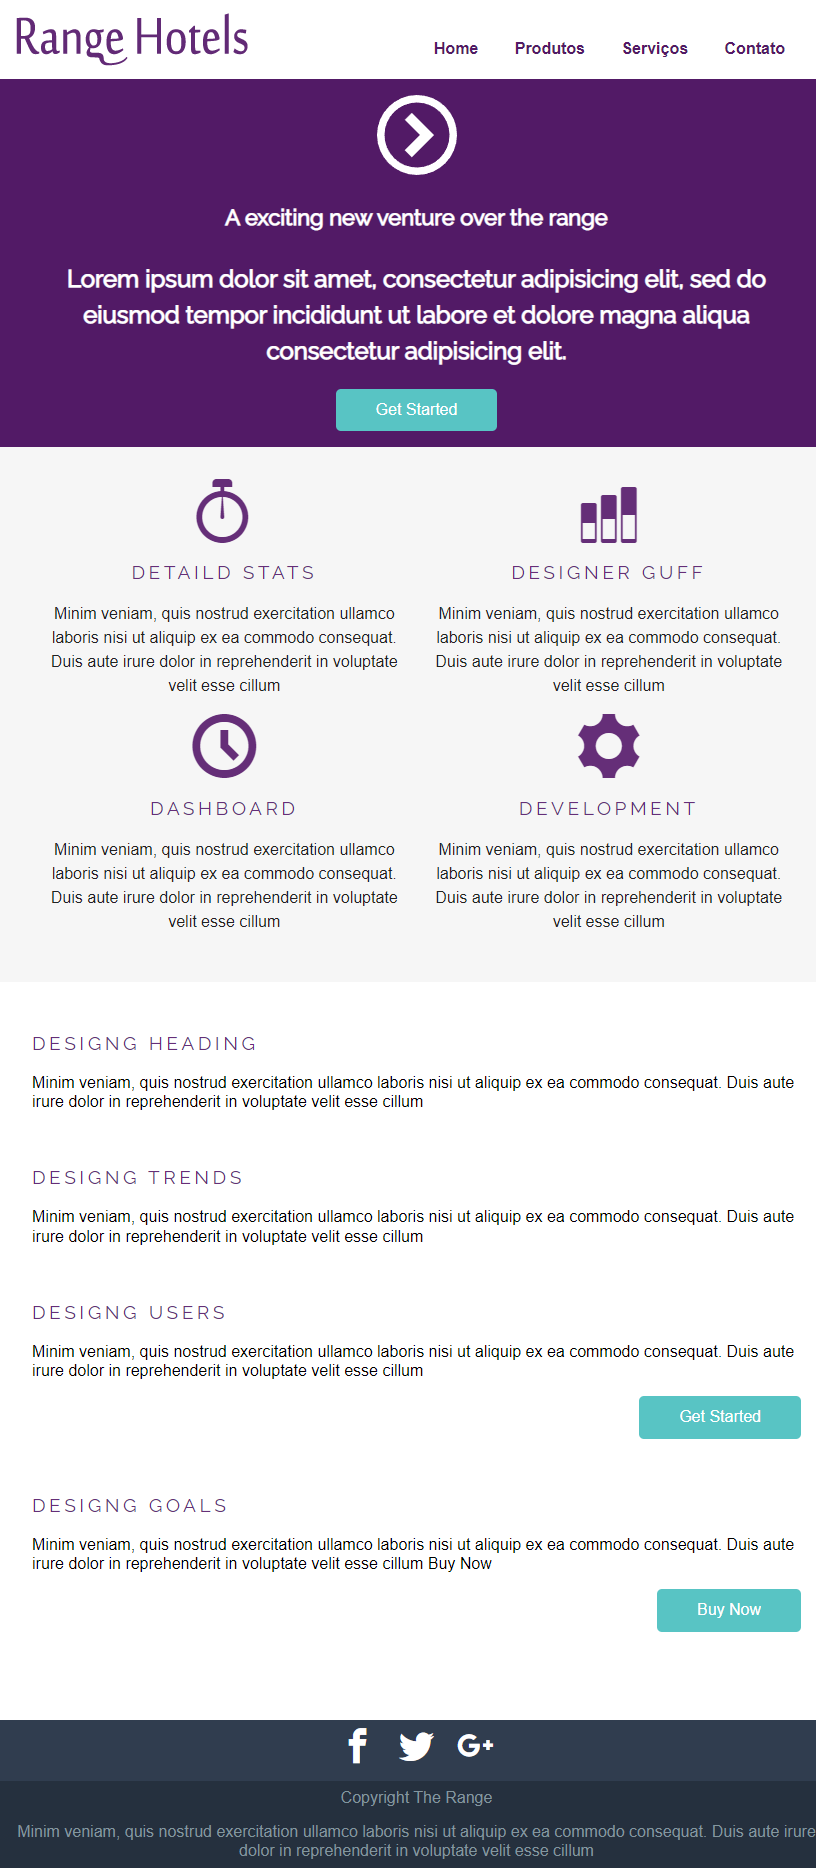 Range Hotels
Home Produtos Serviços Contato
A exciting new venture over the range
Lorem ipsum dolor sit amet, consectetur adipisicing elit, sed do
eiusmod tempor incididunt ut labore et dolore magna aliqua
consectetur adipisicing elit.
Get Started
DETAILD STATS
Minim veniam, quis nostrud exercitation ullamco
laboris nisi ut aliquip ex ea commodo consequat.
Duis aute irure dolor in reprehenderit in voluptate
velit esse cillum
DESIGNER GUFF
Minim veniam, quis nostrud exercitation ullamco
laboris nisi ut aliquip ex ea commodo consequat.
Duis aute irure dolor in reprehenderit in voluptate
velit esse cillum
DASHBOARD
Minim veniam, quis nostrud exercitation ullamco
laboris nisi ut aliquip ex ea commodo consequat.
Duis aute irure dolor in reprehenderit in voluptate
velit esse cillum
DEVELOPMENT
Minim veniam, quis nostrud exercitation ullamco
laboris nisi ut aliquip ex ea commodo consequat.
Duis aute irure dolor in reprehenderit in voluptate
velit esse cillum
DESIGNG HEADING
Minim veniam, quis nostrud exercitation ullamco laboris nisi ut aliquip ex ea commodo consequat. Duis aute
irure dolor in reprehenderit in voluptate velit esse cillum
DESIGNG TRENDS
Minim veniam, quis nostrud exercitation ullamco laboris nisi ut aliquip ex ea commodo consequat. Duis aute
irure dolor in reprehenderit in voluptate velit esse cillum
DESIGNG USERS
Minim veniam, quis nostrud exercitation ullamco laboris nisi ut aliquip ex ea commodo consequat. Duis aute
irure dolor in reprehenderit in voluptate velit esse cillum
Get Started
DESIGNG GOALS
Minim veniam, quis nostrud exercitation ullamco laboris nisi ut aliquip ex ea commodo consequat. Duis aute
irure dolor in reprehenderit in voluptate velit esse cillum Buy Now
Buy Now
Copyright The Range
Minim veniam, quis nostrud exercitation ullamco laboris nisi ut aliquip ex ea commodo consequat. Duis aute irure
dolor in reprehenderit in voluptate velit esse cillum